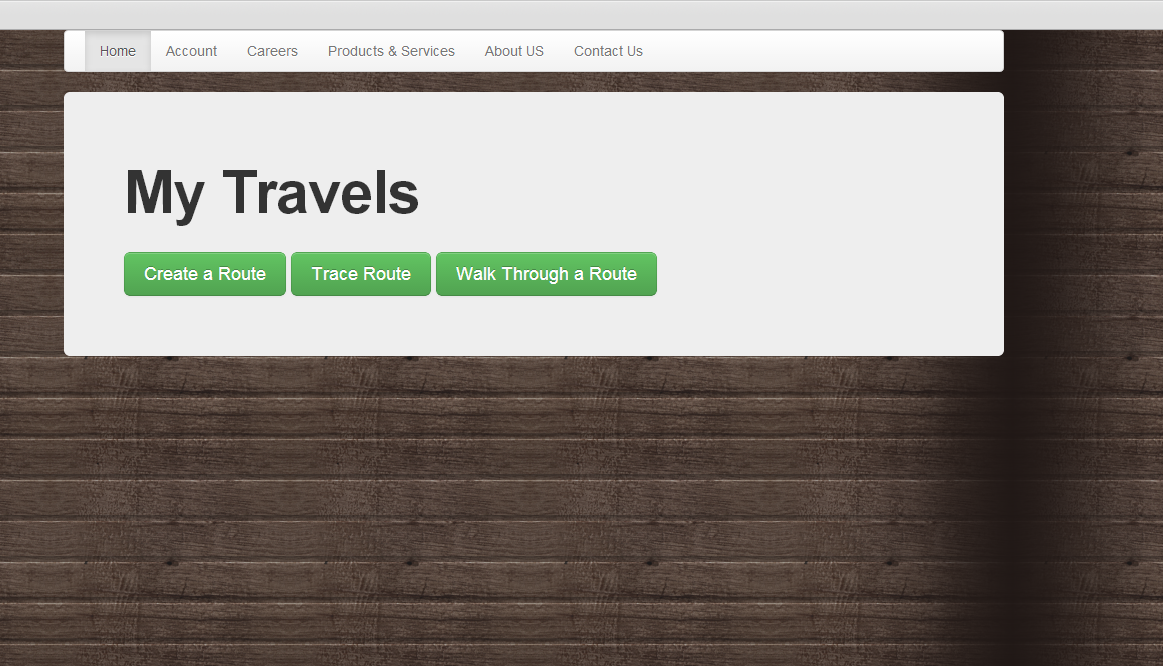 Home Account Careers Products & Services About US Contact Us
My Travels
Create a Route Trace Route Walk Through a Route